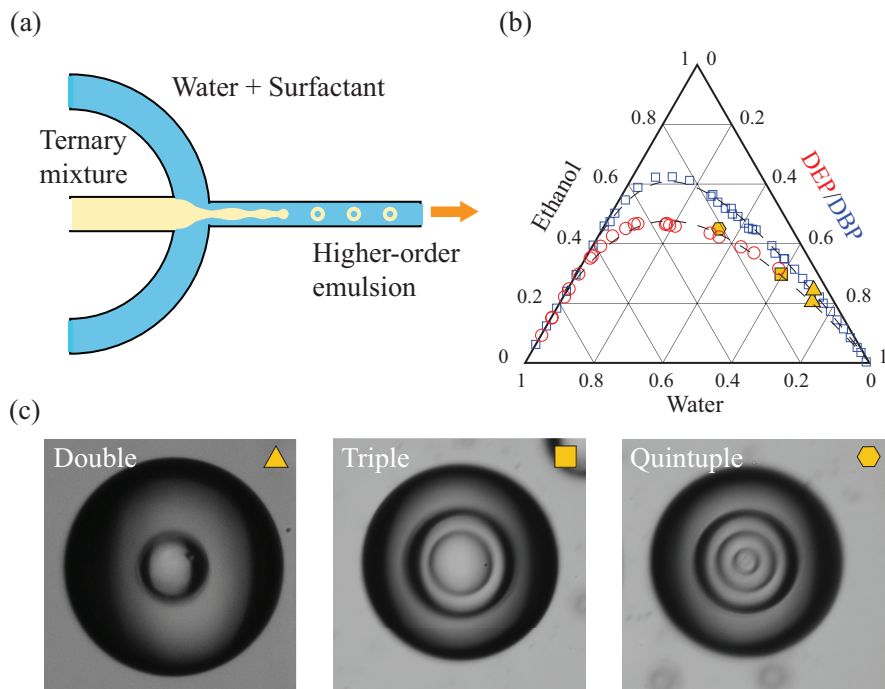 (a)
Water + Surfactant
Ternary
mixture
Higher-order
emulsion
(b)
1 0
0.8 0.2
0.6 0.4
0.4 0.6
0.2 0.8
0 1
1 0.8 0.6 0.4 0.2 0
Ethanol
DEP/DBP
Water
(c)
Double
Triple
Quintuple